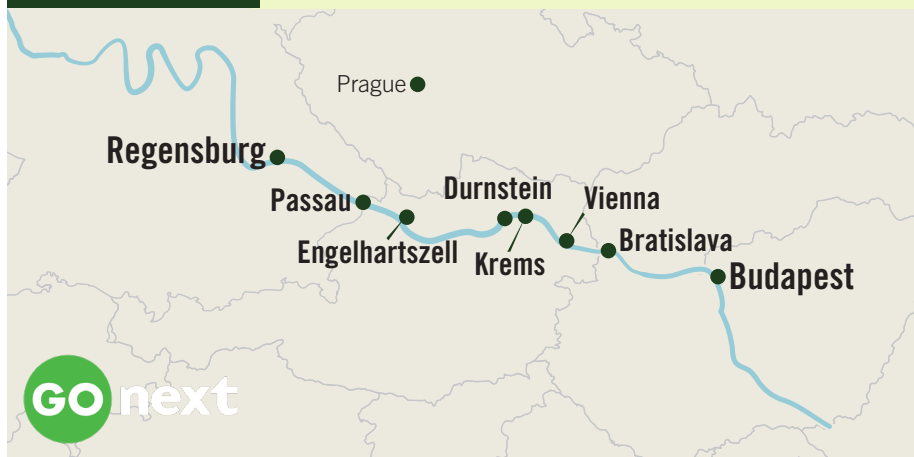 Prague
Regensburg
Passau
Durnstein
Vienna
Engelhartszell
Krems
Bratislava
Budapest
GO next